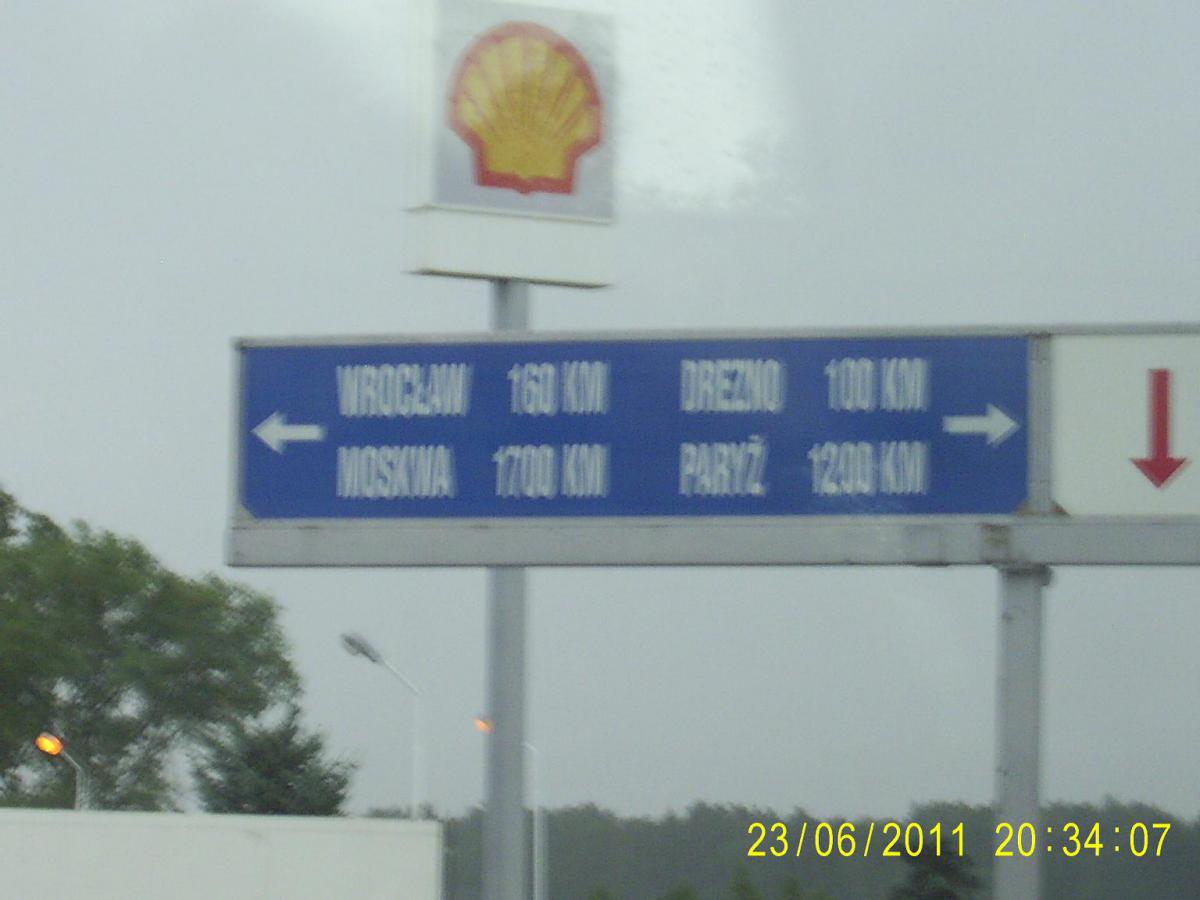 WROCŁAW 160 KM DREZNO 100 KM
MOSKWA 1700 KM PARYŻ 1200 KM
23/06/2011 20:34:07